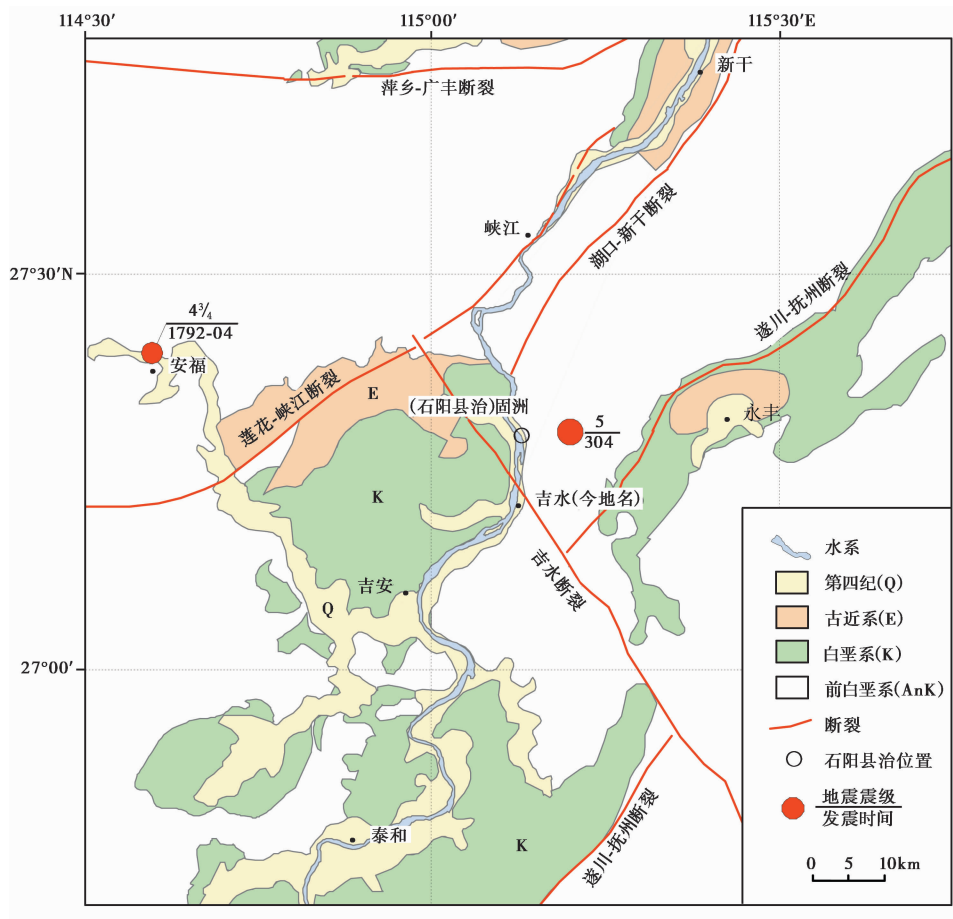 114°30′
115°00′
115°30′
新干
萍乡-广丰断裂
峡江
湖口-新干断裂
27°30′N
遂川-抚州断裂
4¾
1792-04
安福
莲花-峡江断裂
E
(石阳县治)固洲
永丰
5
304
K
吉水(今地名)
吉水断裂
吉安
Q
27°00′
泰和
K
遂川-抚州断裂
水系
第四纪(Q)
古近系(E)
白垩系(K)
前白垩系(AnK)
断裂
石阳县治位置
地震震级
发震时间
0 5 10km